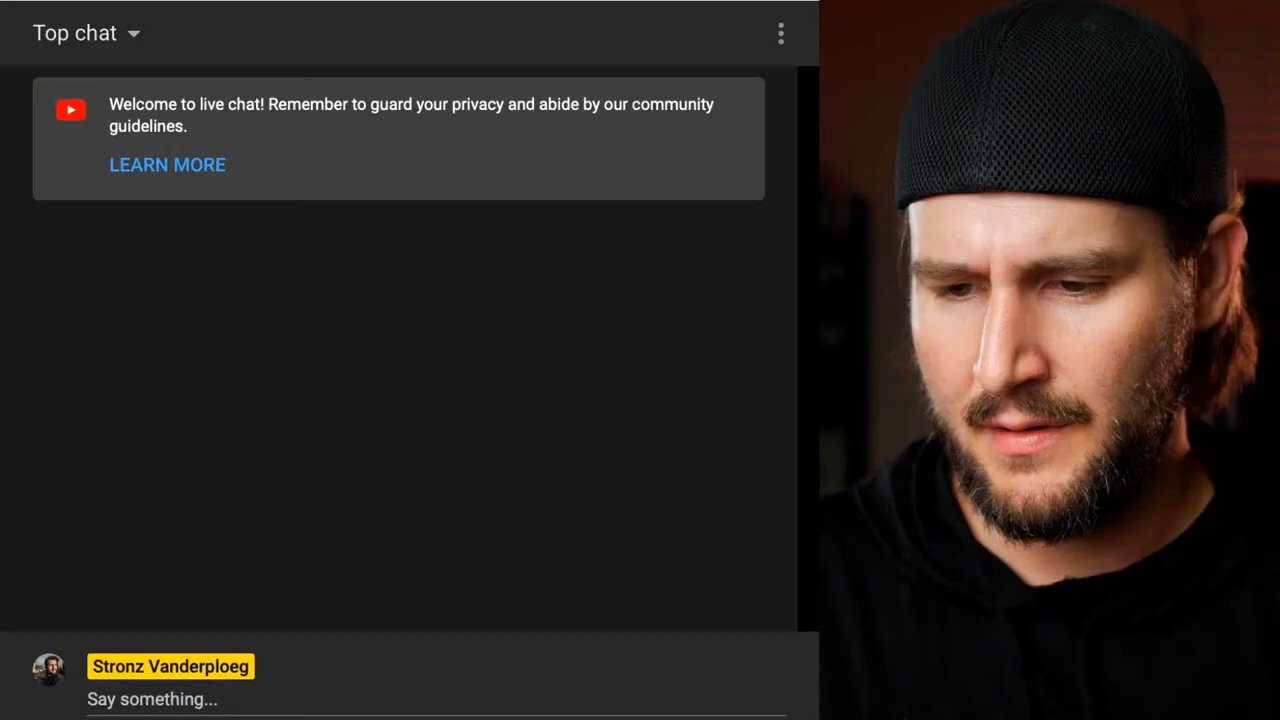 Top chat
Welcome to live chat! Remember to guard your privacy and abide by our community
guidelines.
LEARN MORE
Stronz Vanderploeg
Say something...